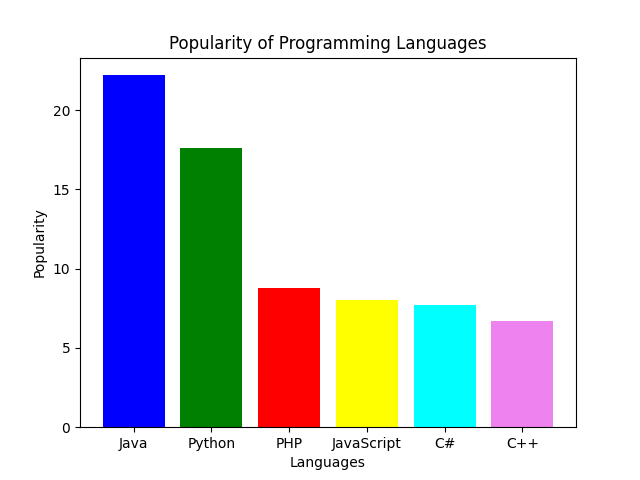 Popularity of Programming Languages
Popularity
20
15
10
5
0
Java Python PHP JavaScript C# C++
Languages